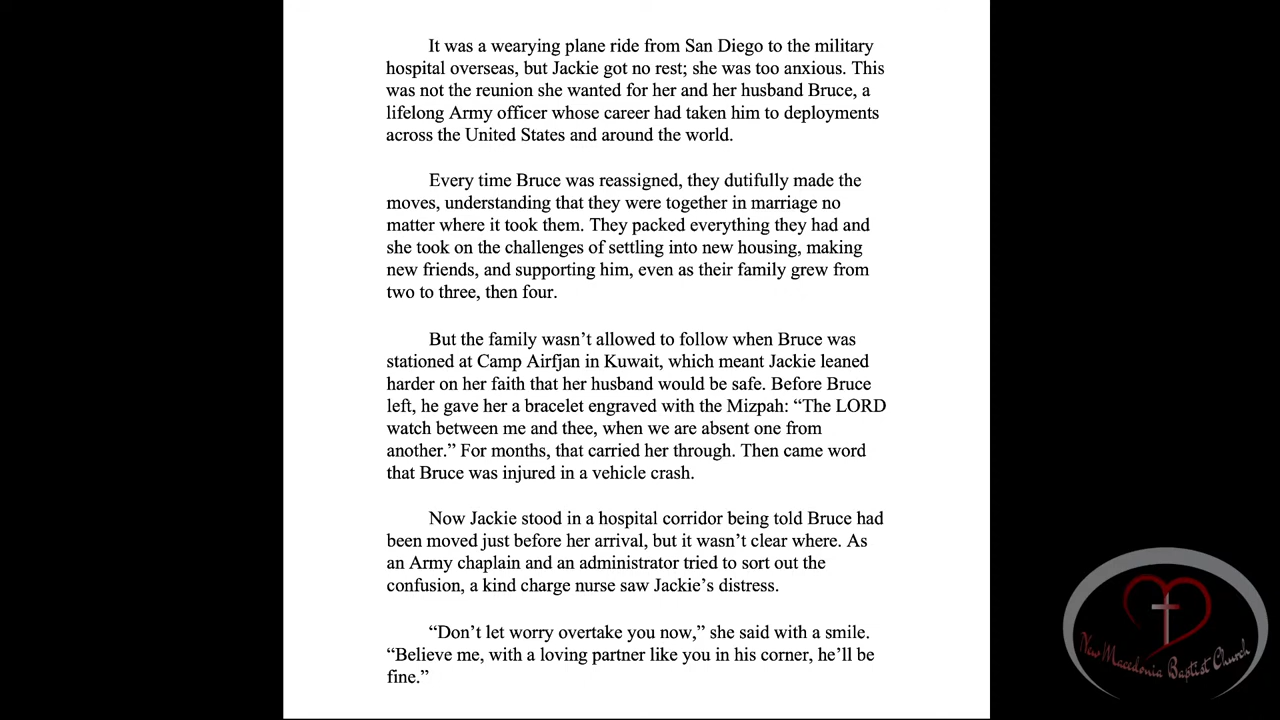 It was a wearying plane ride from San Diego to the military
hospital overseas, but Jackie got no rest; she was too anxious. This
was not the reunion she wanted for her and her husband Bruce, a
lifelong Army officer whose career had taken him to deployments
across the United States and around the world.
Every time Bruce was reassigned, they dutifully made the
moves, understanding that they were together in marriage no
matter where it took them. They packed everything they had and
she took on the challenges of settling into new housing, making
new friends, and supporting him, even as their family grew from
two to three, then four.
But the family wasn’t allowed to follow when Bruce was
stationed at Camp Airfjan in Kuwait, which meant Jackie leaned
harder on her faith that her husband would be safe. Before Bruce
left, he gave her a bracelet engraved with the Mizpah: “The LORD
watch between me and thee, when we are absent one from
another.” For months, that carried her through. Then came word
that Bruce was injured in a vehicle crash.
Now Jackie stood in a hospital corridor being told Bruce had
been moved just before her arrival, but it wasn’t clear where. As
an Army chaplain and an administrator tried to sort out the
confusion, a kind charge nurse saw Jackie’s distress.
“Don’t let worry overtake you now,” she said with a smile.
“Believe me, with a loving partner like you in his corner, he’ll be
fine.”
New Macedonia Baptist Church